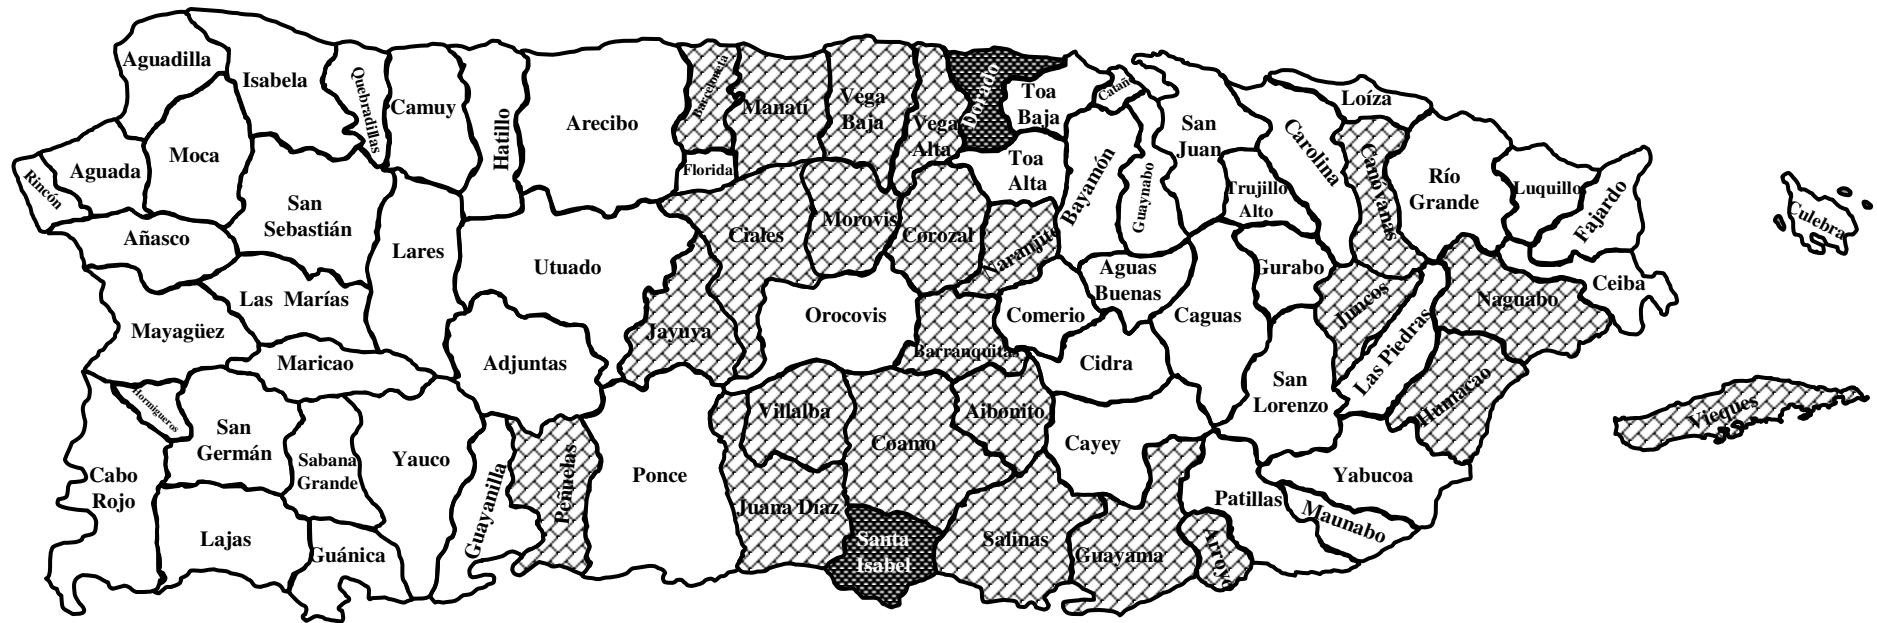 Aguadilla
Isabela
Quebradillas
Camuy
Hatillo
Arecibo
Barceloneta
Manatí
Vega
Baja
Vega
Alta
Dorado
Toa
Baja
Cataño
San
Juan
Loíza
Carolina
Canovanas
Río
Grande
Luquillo
Fajardo
Culebra
Rincón
Aguada
Moca
San
Sebastián
Florida
Toa
Alta
Bayamón
Guaynabo
Trujillo
Alto
Añasco
Lares
Utuado
Ciales
Morovis
Corozal
Naranjito
Aguas
Buenas
Gurabo
Ceiba
Las Marías
Mayagüez
Maricao
Adjuntas
Jayuya
Orocovis
Barranquitas
Comerio
Cidra
Caguas
Juncos
Las Piedras
Naguabo
San
Lorenzo
Humacao
Vieques
Hormigueros
San
Germán
Cabo
Rojo
Sabana
Grande
Yauco
Guayanilla
Peñuelas
Ponce
Villalba
Coamo
Aibonito
Cayey
Yabucoa
Juana Díaz
Patillas
Maunabo
Lajas
Guánica
Santa
Isabel
Salinas
Guayama
Arroyo